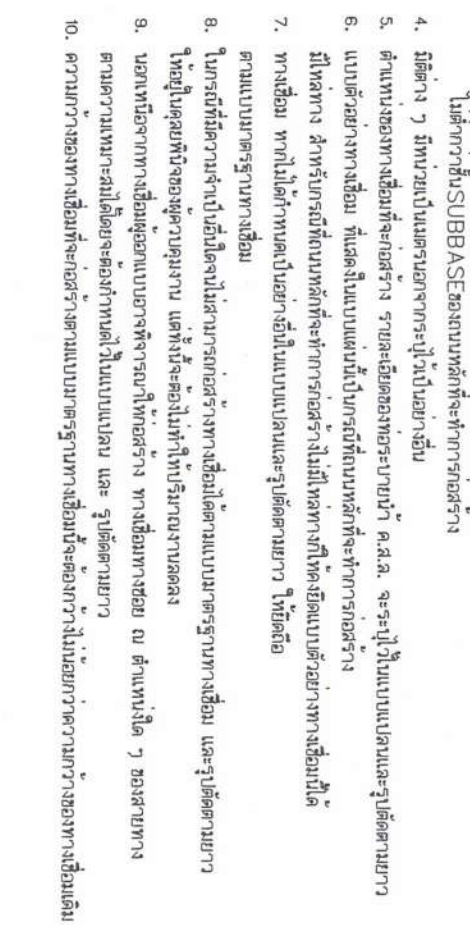 ไม่ต่ำกว่าชั้นSUBBASEของถนนหลักที่จะทำการก่อสร้าง
4. มิติต่าง ๆ มีหน่วยเป็นเมตรนอกจากระบุไว้เป็นอย่างอื่น
5. ตำแหน่งของทางเชื่อมที่จะก่อสร้าง รายละเอียดของท่อระบายน้ำ ค.ส.ล. จะระบุไว้ในแบบแปลนและรูปตัดตามยาว
6. แบบตัวอย่างทางเชื่อม ที่แสดงในแบบแผ่นนี้เป็นกรณีที่ถนนหลักที่จะทำการก่อสร้าง
มีไหล่ทาง สำหรับกรณีที่ถนนหลักที่จะทำการก่อสร้างไม่มีไหล่ทางก็ให้คงยึดแบบตัวอย่างทางเชื่อมนี้ได้
7. ทางเชื่อม หากไม่ได้กำหนดเป็นอย่างอื่นในแบบแปลนและรูปตัดตามยาว ให้ยึดถือ
ตามแบบมาตรฐานทางเชื่อม
8. ในกรณีที่มีความจำเป็นอื่นใดจนไม่สามารถก่อสร้างทางเชื่อมได้ตามแบบมาตรฐานทางเชื่อม และรูปตัดตามยาว
ให้อยู่ในดุลยพินิจของผู้ควบคุมงาน แต่ทั้งนี้จะต้องไม่ทำให้ปริมาณงานลดลง
9. นอกเหนือจากทางเชื่อมผู้ออกแบบอาจพิจารณาให้ก่อสร้าง ทางเชื่อมทางซอย ณ ตำแหน่งใด ๆ ของสายทาง
ตามความเหมาะสมได้โดยจะต้องกำหนดไว้ในแบบแปลน และ รูปตัดตามยาว
10. ความกว้างของทางเชื่อมที่จะก่อสร้างตามแบบมาตรฐานทางเชื่อมนี้จะต้องกว้างไม่น้อยกว่าความกว้างของทางเชื่อมเดิม